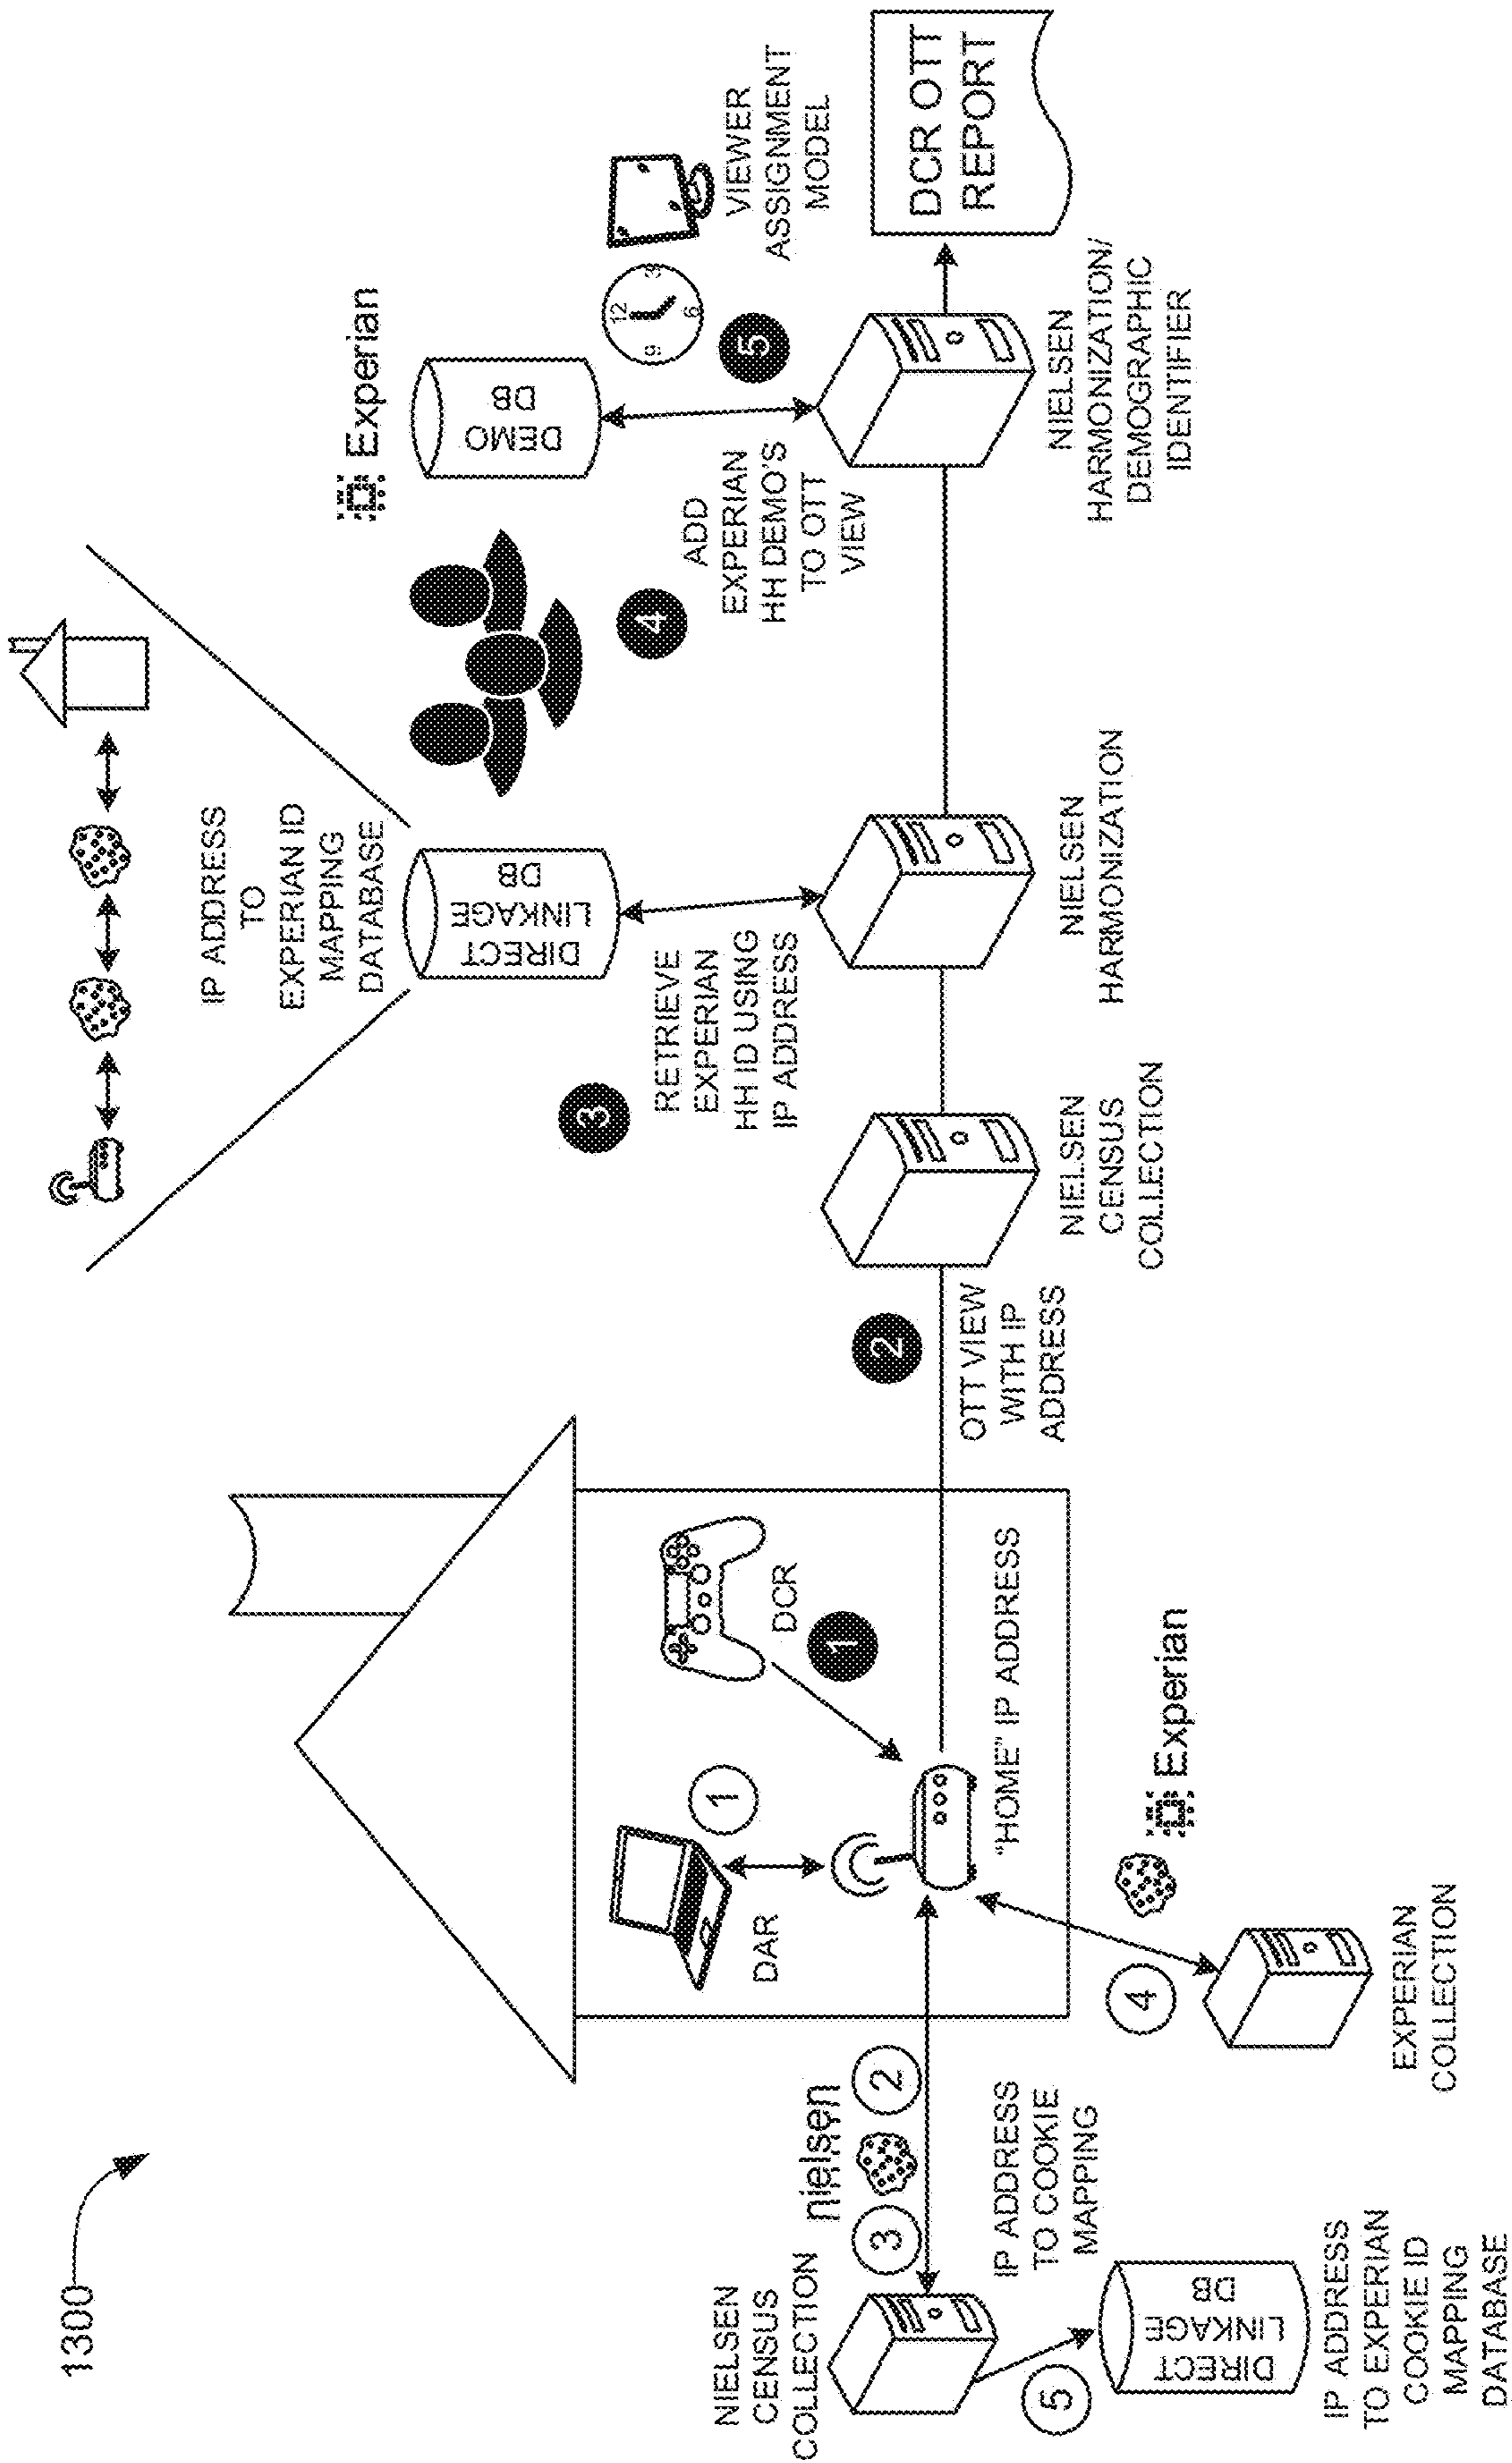 1300
IP ADDRESS
TO
EXPERIAN ID
MAPPING
DATABASE
Experian
DIRECT
LINKAGE
DB
DEMO
DB
12
3
6
9
VIEWER
ASSIGNMENT
MODEL
3
RETRIEVE
EXPERIAN
HH ID USING
IP ADDRESS
4
ADD
EXPERIAN
HH DEMO'S
TO OTT
VIEW
5
DAR
1
DCR
1
"HOME" IP ADDRESS
2
OTT VIEW
WITH IP
ADDRESS
NIELSEN
CENSUS
COLLECTION
NIELSEN
HARMONIZATION
NIELSEN
HARMONIZATION/
DEMOGRAPHIC
IDENTIFIER
DCR OTT
REPORT
NIELSEN
CENSUS
COLLECTION
nielsen
3
2
IP ADDRESS
TO COOKIE
MAPPING
4
Experian
EXPERIAN
COLLECTION
5
DIRECT
LINKAGE
DB
IP ADDRESS
TO EXPERIAN
COOKIE ID
MAPPING
DATABASE